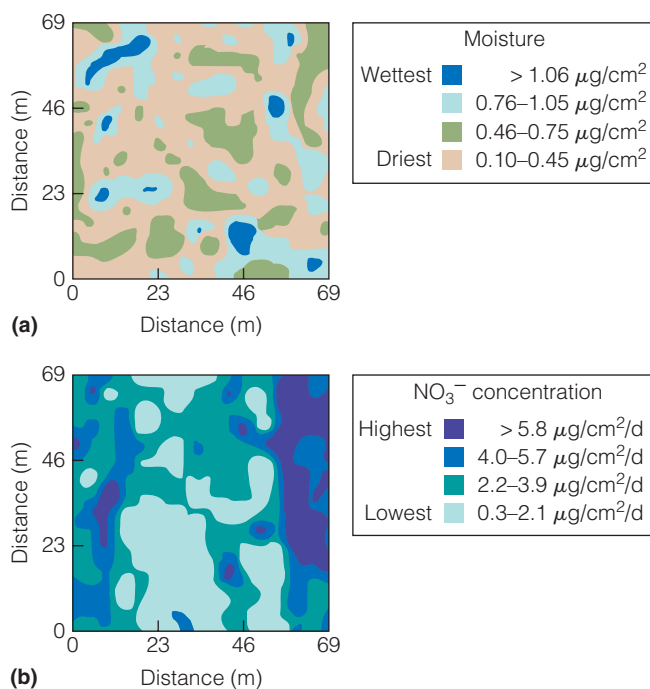 69
46
23
0
Distance (m)
0 23 46 69
Distance (m)
(a)
Moisture
Wettest > 1.06 μg/cm²
0.76–1.05 μg/cm²
0.46–0.75 μg/cm²
Driest 0.10–0.45 μg/cm²
69
46
23
0
Distance (m)
0 23 46 69
Distance (m)
(b)
NO₃⁻ concentration
Highest > 5.8 μg/cm²/d
4.0–5.7 μg/cm²/d
2.2–3.9 μg/cm²/d
Lowest 0.3–2.1 μg/cm²/d